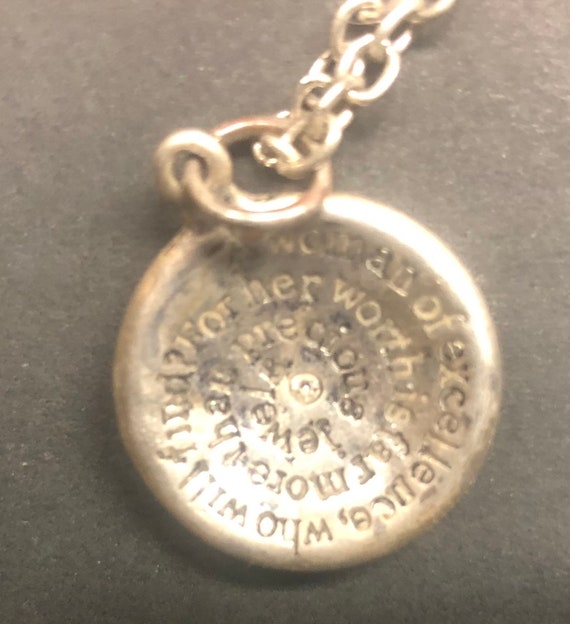 A woman of excellence, who will find? For her worth is far more than precious jewels